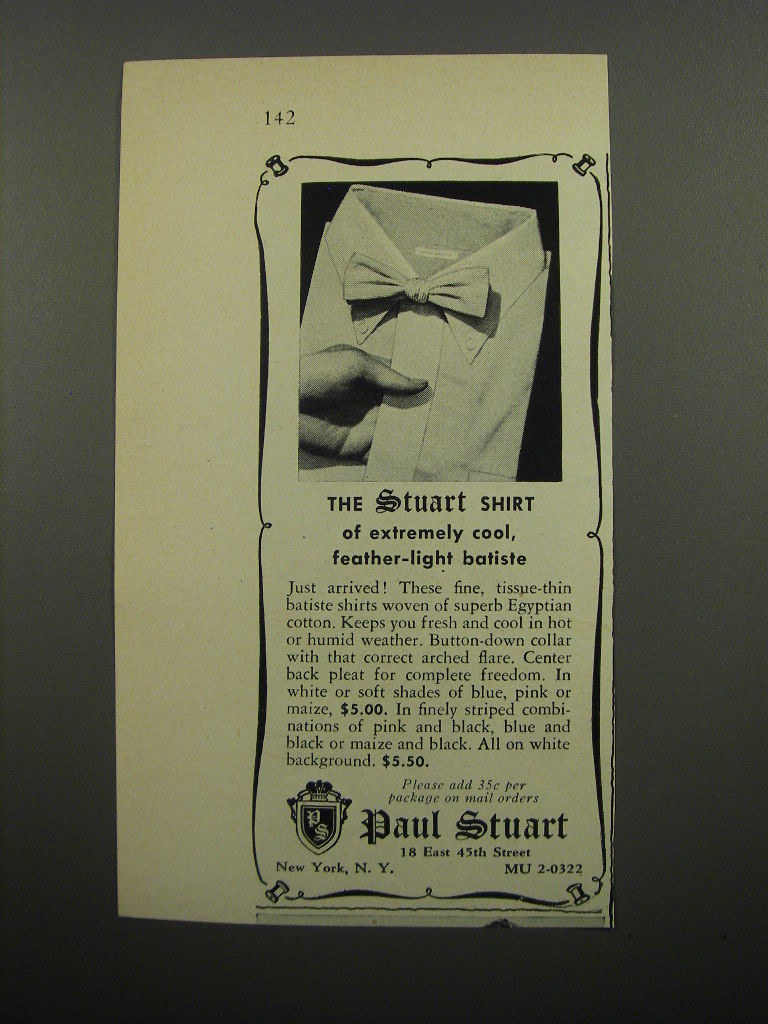 142
THE Stuart SHIRT
of extremely cool,
feather-light batiste
Just arrived! These fine, tissue-thin
batiste shirts woven of superb Egyptian
cotton. Keeps you fresh and cool in hot
or humid weather. Button-down collar
with that correct arched flare. Center
back pleat for complete freedom. In
white or soft shades of blue, pink or
maize, $5.00. In finely striped combi-
nations of pink and black, blue and
black or maize and black. All on white
background. $5.50.
Please add 35c per
package on mail orders
PS
Paul Stuart
18 East 45th Street
New York, N. Y. MU 2-0322